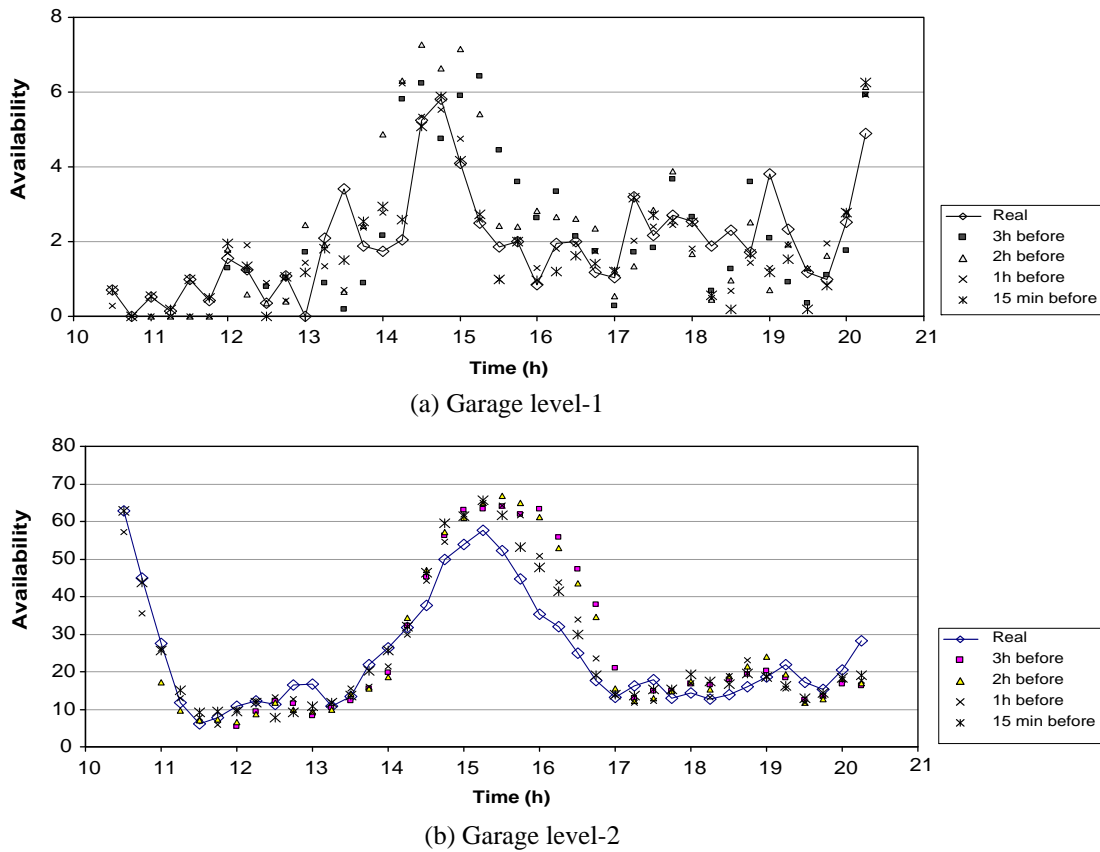 8
6
4
2
0
Availability
10 11 12 13 14 15 16 17 18 19 20 21
Time (h)
Real
3h before
2h before
1h before
15 min before
(a) Garage level-1
80
70
60
50
40
30
20
10
0
Availability
10 11 12 13 14 15 16 17 18 19 20 21
Time (h)
Real
3h before
2h before
1h before
15 min before
(b) Garage level-2